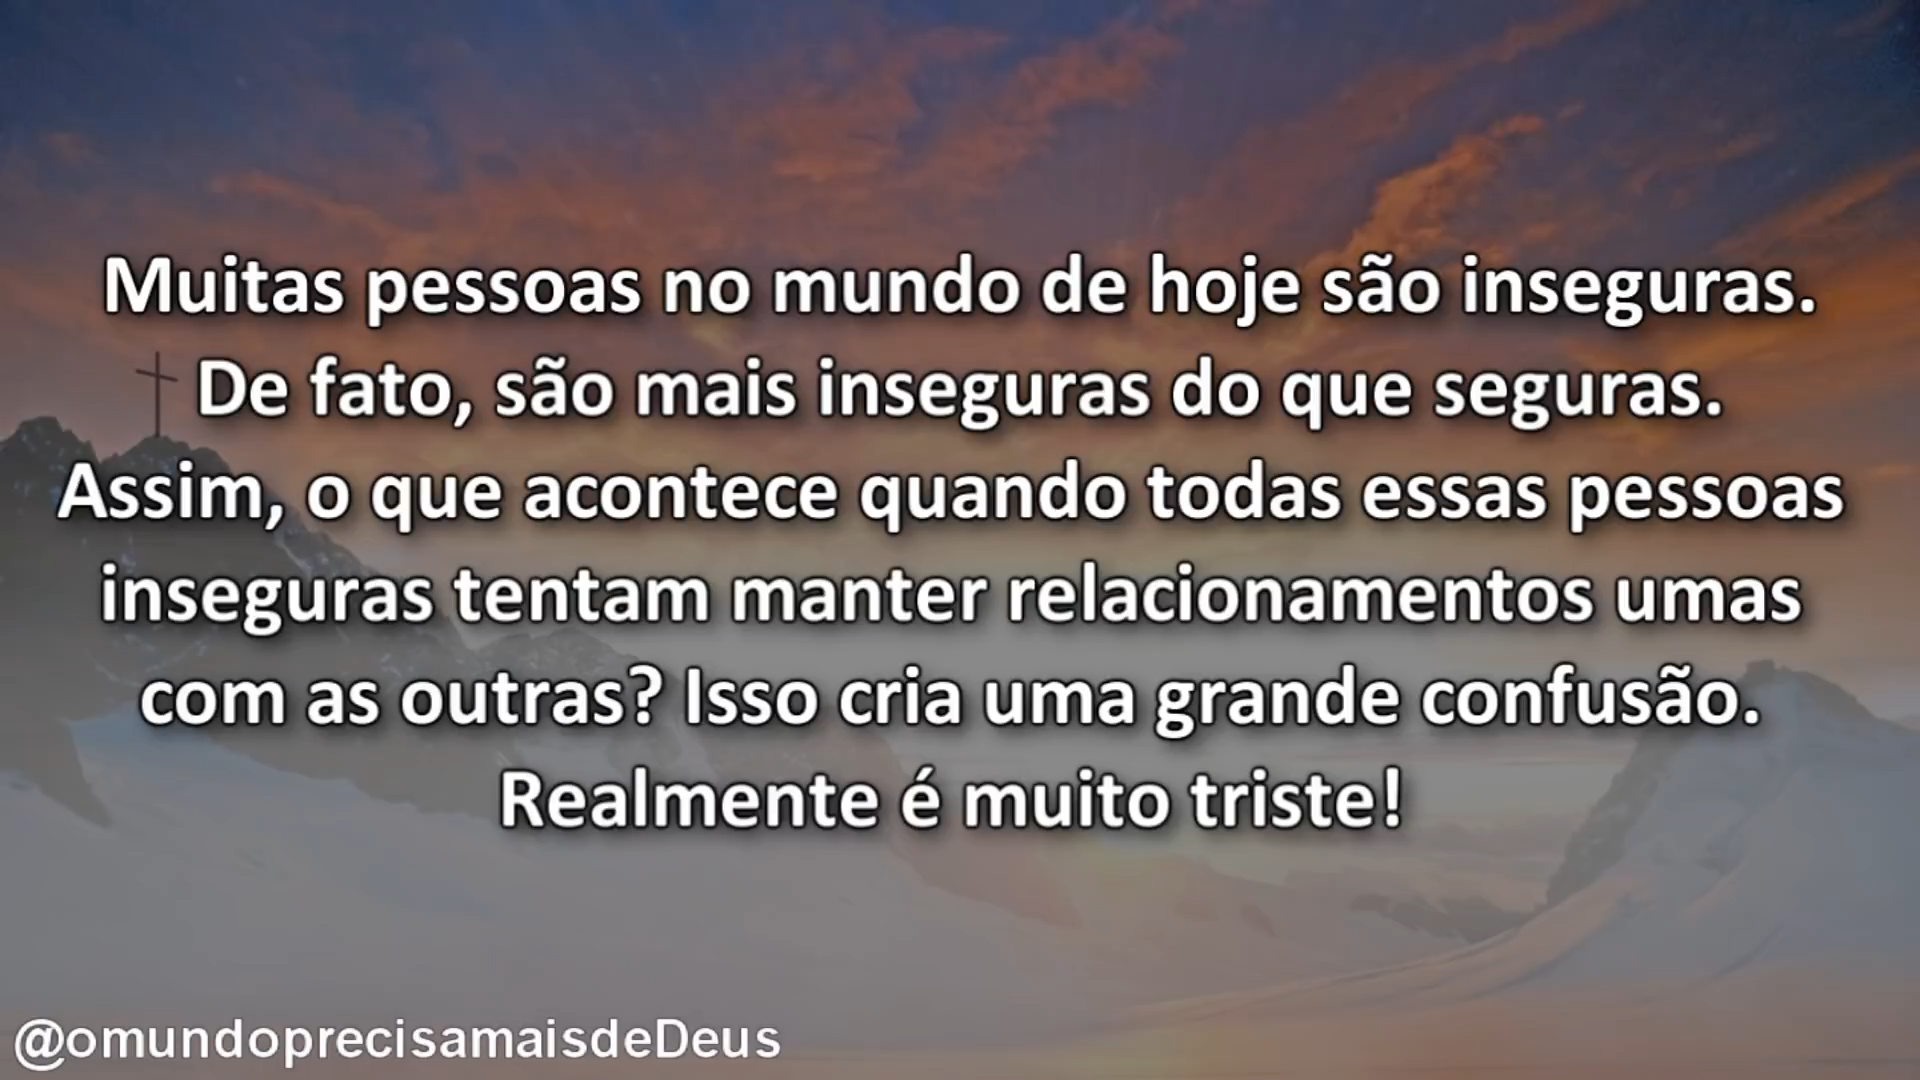 Muitas pessoas no mundo de hoje são inseguras.
De fato, são mais inseguras do que seguras.
Assim, o que acontece quando todas essas pessoas
inseguras tentam manter relacionamentos umas
com as outras? Isso cria uma grande confusão.
Realmente é muito triste!
@omundoprecisamaisdeDeus